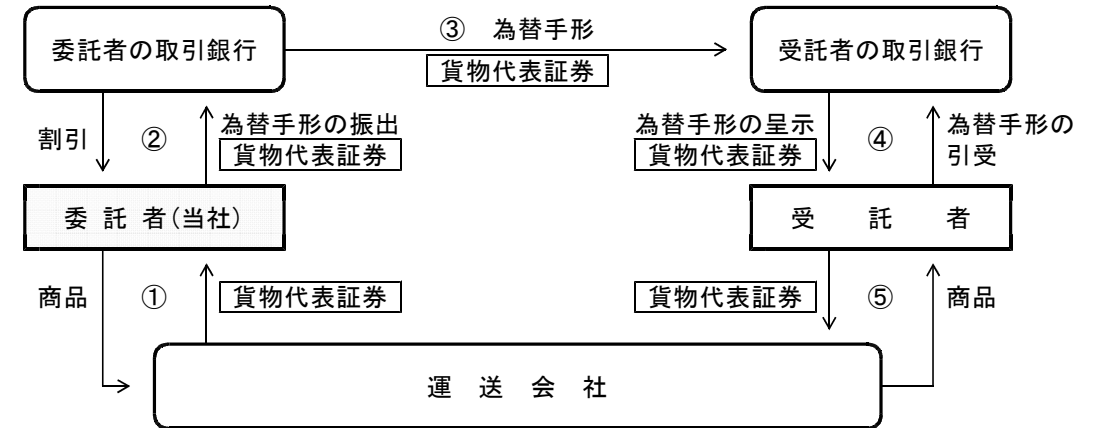 ③ 為替手形
委託者の取引銀行
受託者の取引銀行
貨物代表証券
割引
②
為替手形の振出
貨物代表証券
為替手形の呈示
貨物代表証券
④
為替手形の
引受
委託者(当社)
受託者
商品
①
貨物代表証券
貨物代表証券
⑤
商品
運送会社